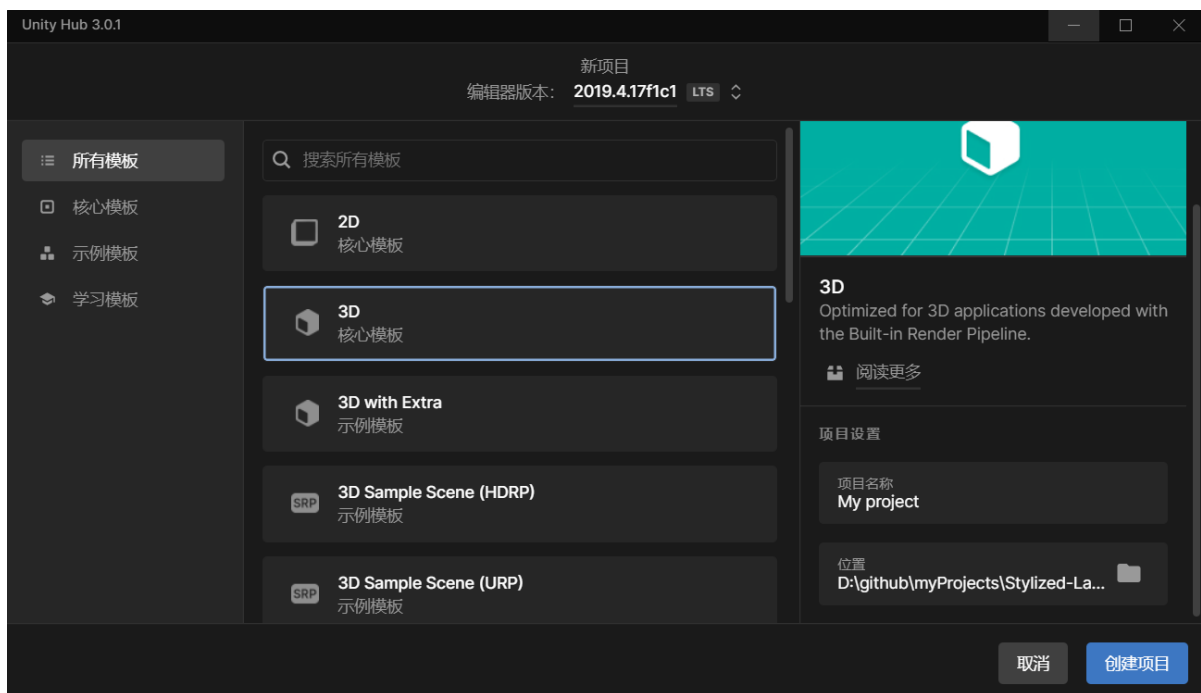 Unity Hub 3.0.1
新项目
编辑器版本: 2019.4.17f1c1 LTS
所有模板
核心模板
示例模板
学习模板
搜索所有模板
2D
核心模板
3D
核心模板
3D with Extra
示例模板
SRP
3D Sample Scene (HDRP)
示例模板
SRP
3D Sample Scene (URP)
示例模板
3D
Optimized for 3D applications developed with
the Built-in Render Pipeline.
阅读更多
项目设置
项目名称
My project
位置
D:\github\myProjects\Stylized-La...
取消
创建项目